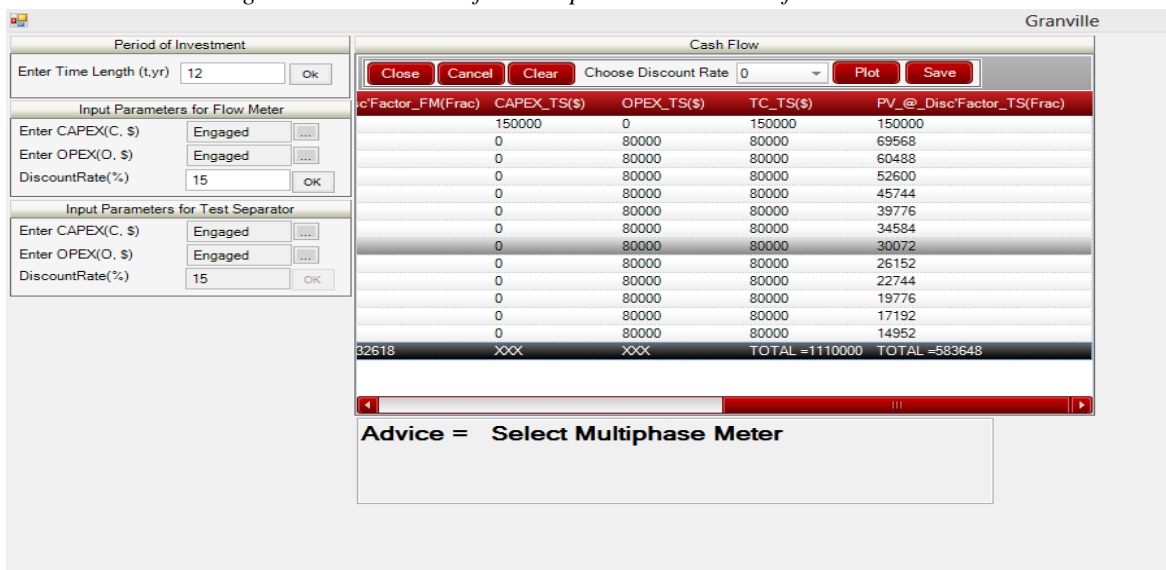 Granville
Period of Investment
Enter Time Length (t,yr) 12 Ok
Input Parameters for Flow Meter
Enter CAPEX(C, $) Engaged ...
Enter OPEX(O, $) Engaged ...
DiscountRate(%) 15 OK
Input Parameters for Test Separator
Enter CAPEX(C, $) Engaged ...
Enter OPEX(O, $) Engaged ...
DiscountRate(%) 15 OK
Cash Flow
Close Cancel Clear Choose Discount Rate 0 Plot Save
sc'Factor_FM(Frac) CAPEX_TS($) OPEX_TS($) TC_TS($) PV_@_Disc'Factor_TS(Frac)
150000 0 150000 150000
0 80000 80000 69568
0 80000 80000 60488
0 80000 80000 52600
0 80000 80000 45744
0 80000 80000 39776
0 80000 80000 34584
0 80000 80000 30072
0 80000 80000 26152
0 80000 80000 22744
0 80000 80000 19776
0 80000 80000 17192
0 80000 80000 14952
32618 XXX XXX TOTAL =1110000 TOTAL =583648
Advice = Select Multiphase Meter